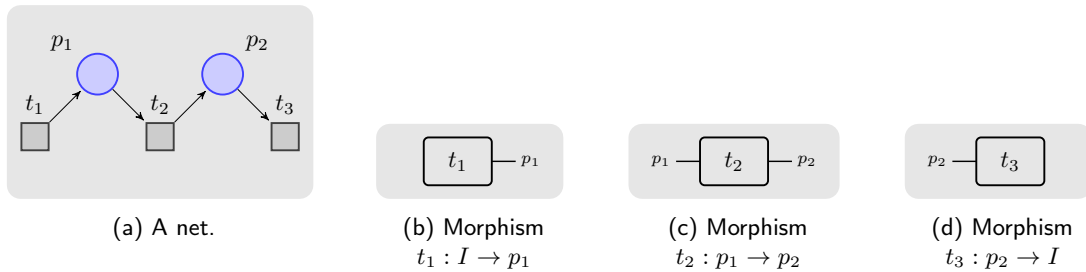 p₁ p₂
t₁ t₂ t₃
t₁ p₁
p₁ t₂ p₂
p₂ t₃
(a) A net.
(b) Morphism
t₁ : I → p₁
(c) Morphism
t₂ : p₁ → p₂
(d) Morphism
t₃ : p₂ → I